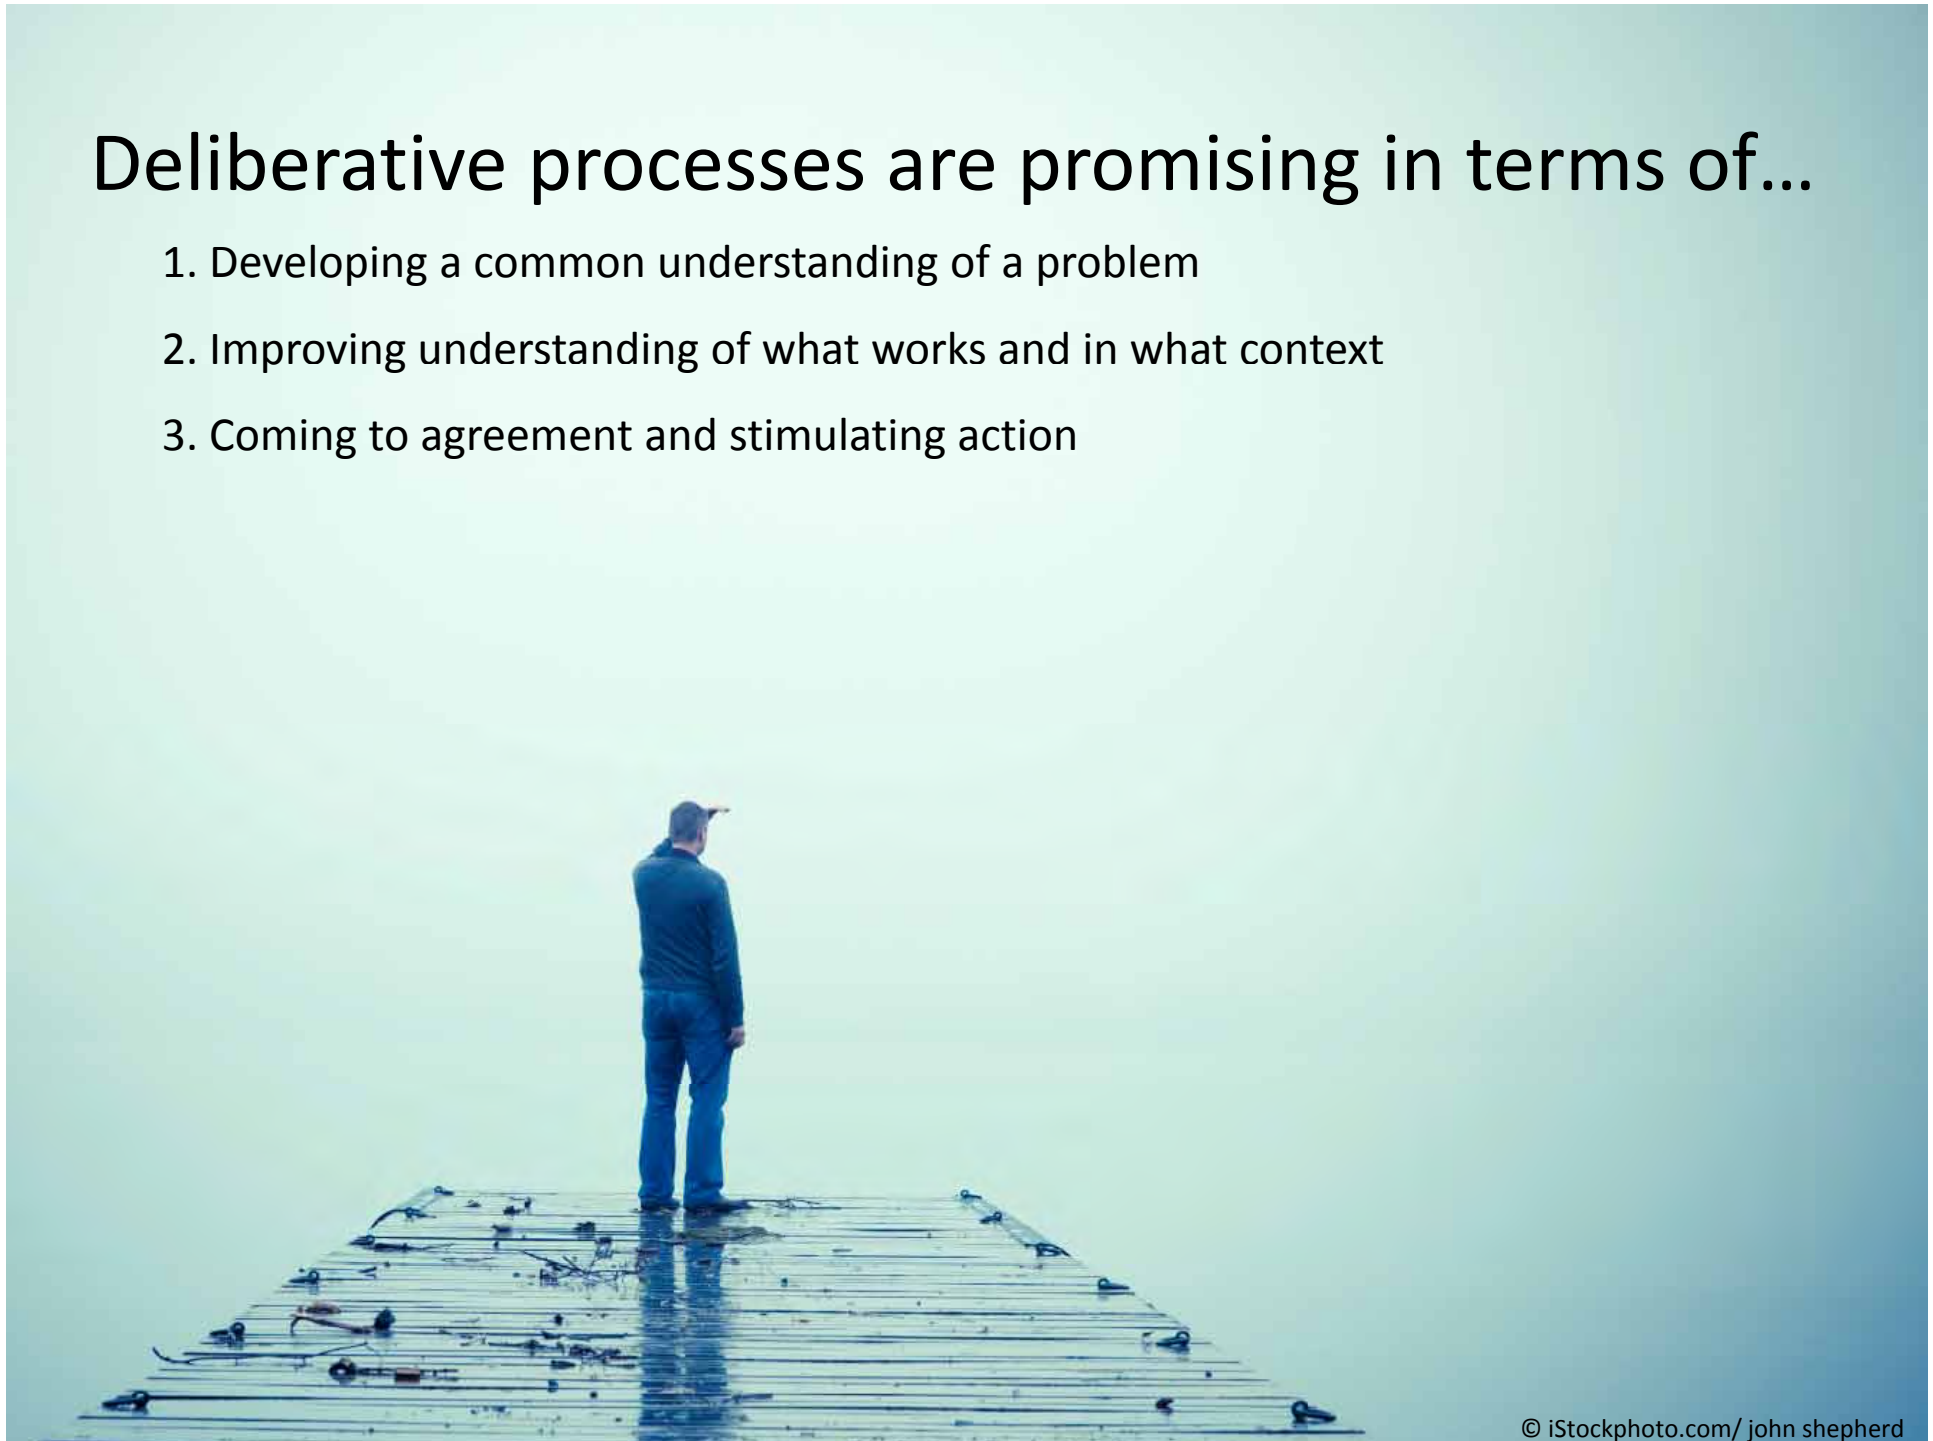 Deliberative processes are promising in terms of…
1. Developing a common understanding of a problem
2. Improving understanding of what works and in what context
3. Coming to agreement and stimulating action
© iStockphoto.com/ john shepherd